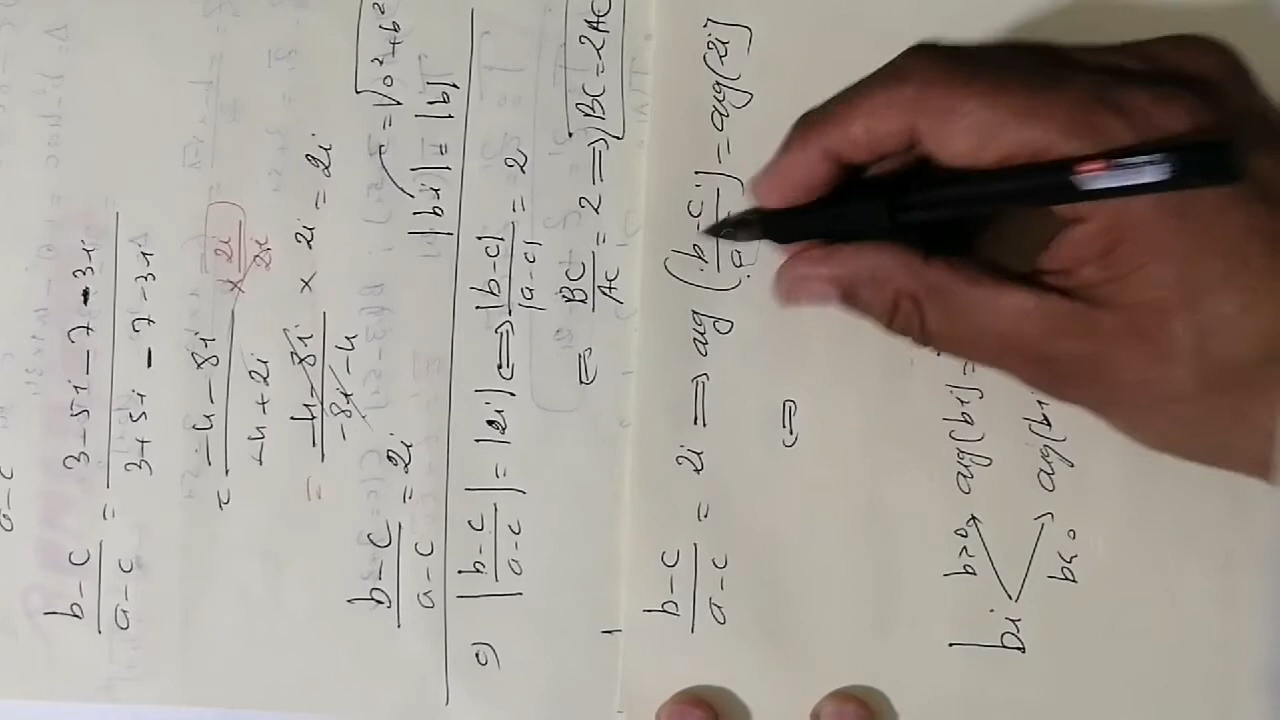 a-c
b-c / a-c = 3-5i-7-3i / 3+5i-7-3i
= -4-8i / -4+2i × 2i / 2i
= -4-8i / -8i-4 × 2i = 2i
b-c / a-c = 2i
|bi| = |b| = √0²+b²
|b-c / a-c| = |2i| ⇔ |b-c| / |a-c| = 2
⇔ BC / AC = 2 ⇒ BC = 2AC
b-c / a-c = 2i ⇒ arg(b-c / a-c) = arg(2i)
⇔
bi
b>0 arg(bi) =
b<0 arg(bi